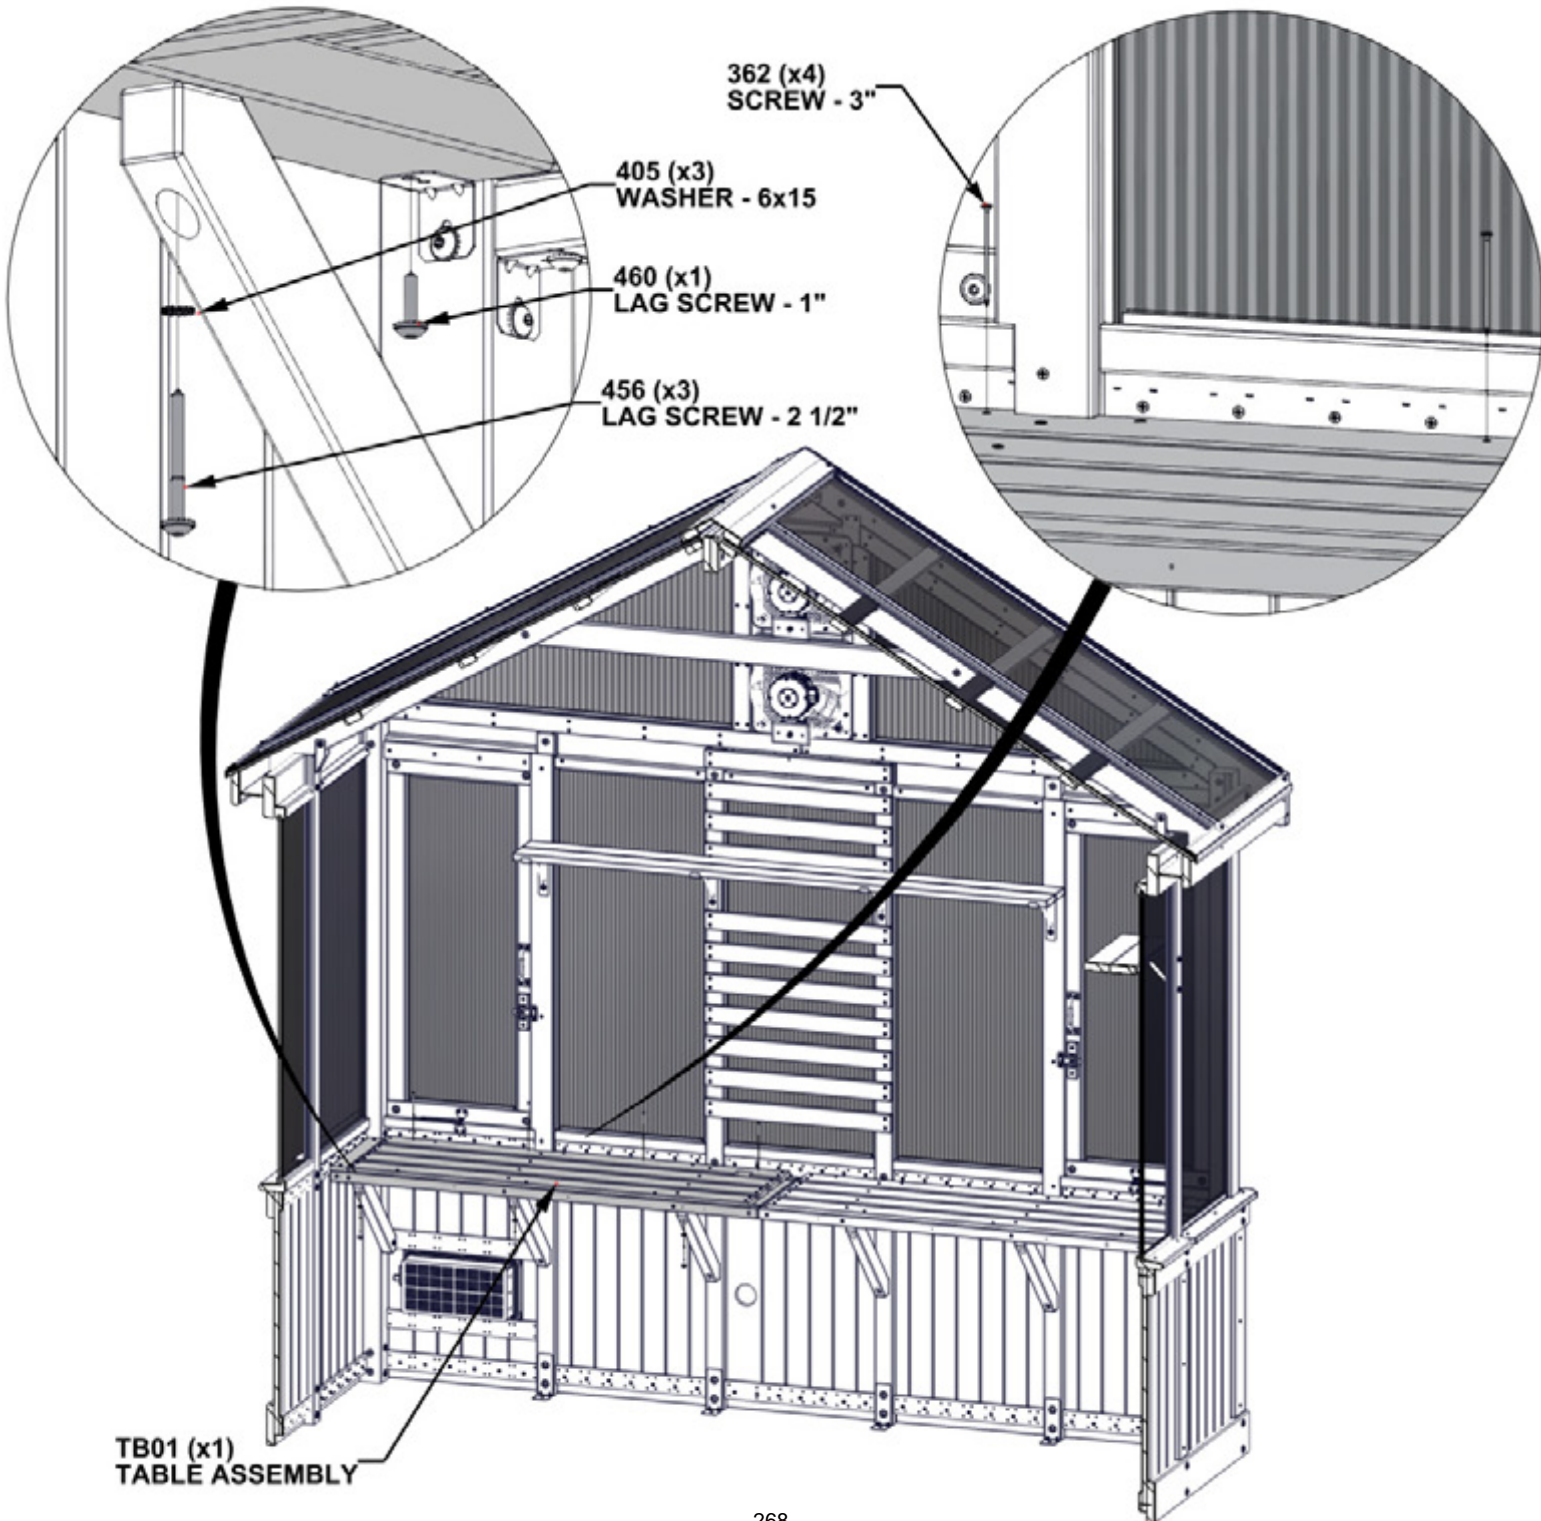 362 (x4)
SCREW - 3"
405 (x3)
WASHER - 6x15
460 (x1)
LAG SCREW - 1"
456 (x3)
LAG SCREW - 2 1/2"
TB01 (x1)
TABLE ASSEMBLY
268